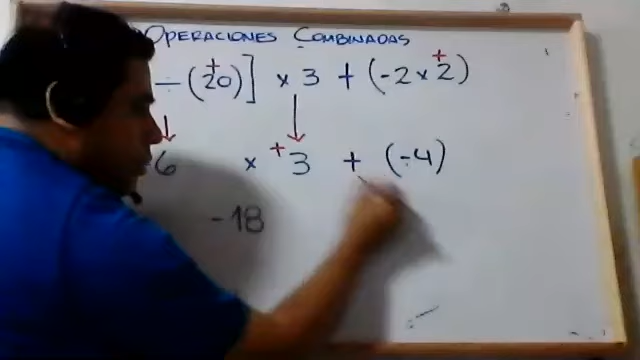 OPERACIONES COMBINADAS
÷ (+20)] × 3 + (-2 × +2)
6 × +3 + (-4)
-18